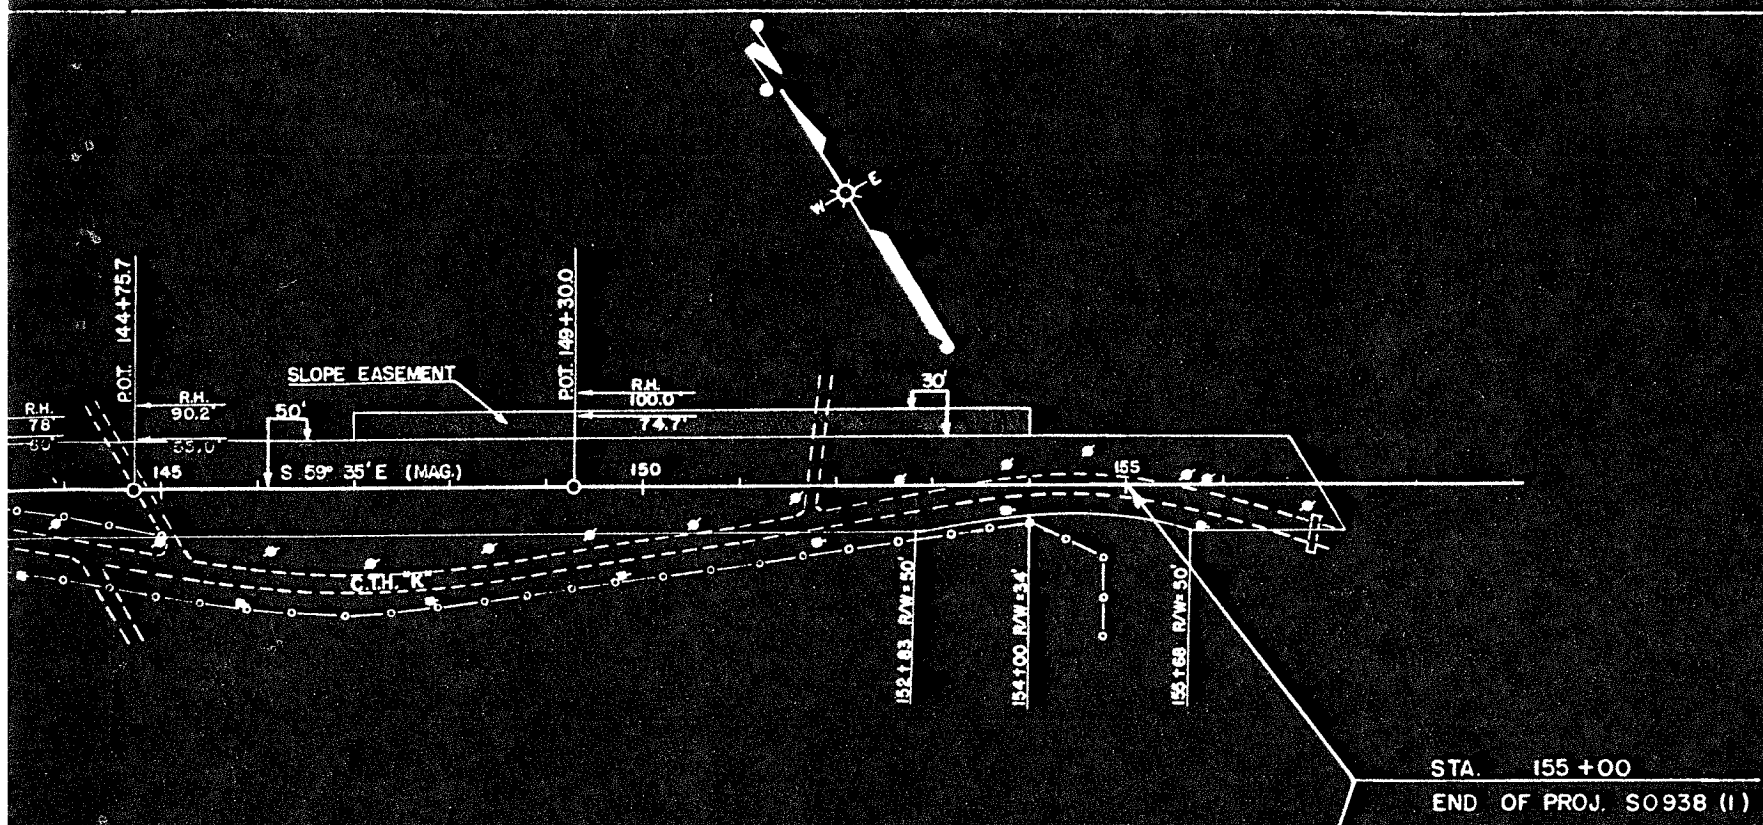 E
W
P.O.T. 144+75.7
P.O.T. 149+30.0
SLOPE EASEMENT
R.H.
78'
R.H.
90.2'
50'
R.H.
100.0'
74.7'
30'
145
S. 59° 35' E (MAG.)
150
155
C.T.H. "K"
152+83 R/W=50'
154+00 R/W=34'
155+68 R/W=50'
STA. 155+00
END OF PROJ. S0938 (1)